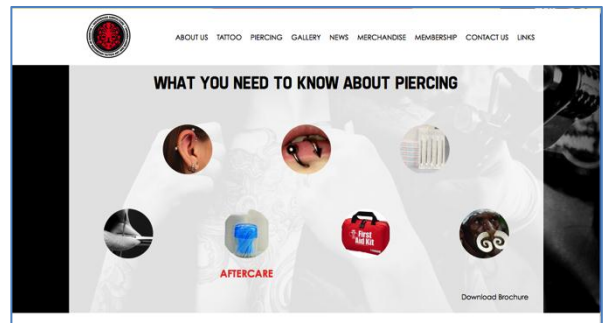 ABOUT US TATTOO PIERCING GALLERY NEWS MERCHANDISE MEMBERSHIP CONTACT US LINKS
WHAT YOU NEED TO KNOW ABOUT PIERCING
First
Aid Kit
AFTERCARE
Download Brochure